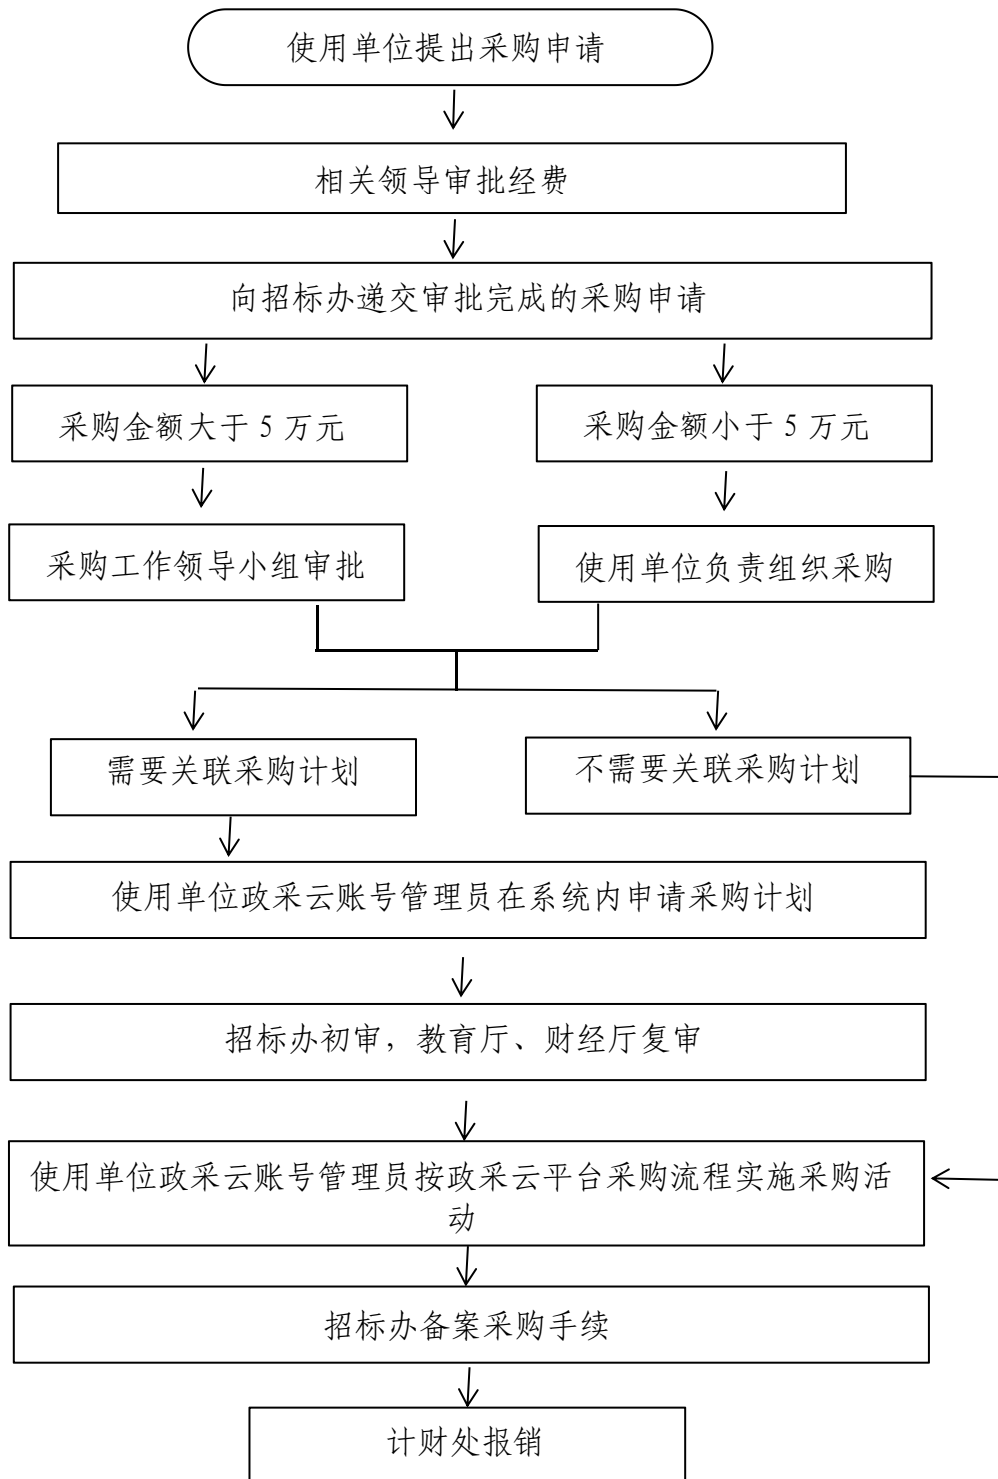 使用单位提出采购申请
相关领导审批经费
向招标办递交审批完成的采购申请
采购金额大于 5 万元
采购金额小于 5 万元
采购工作领导小组审批
使用单位负责组织采购
需要关联采购计划
不需要关联采购计划
使用单位政采云账号管理员在系统内申请采购计划
招标办初审，教育厅、财经厅复审
使用单位政采云账号管理员按政采云平台采购流程实施采购活
动
招标办备案采购手续
计财处报销